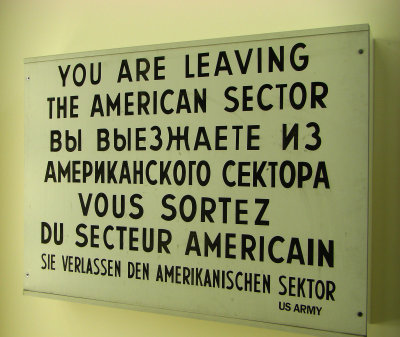 YOU ARE LEAVING
THE AMERICAN SECTOR
ВЫ ВЫЕЗЖАЕТЕ ИЗ
АМЕРИКАНСКОГО СЕКТОРА
VOUS SORTEZ
DU SECTEUR AMERICAIN
SIE VERLASSEN DEN AMERIKANISCHEN SEKTOR
US ARMY